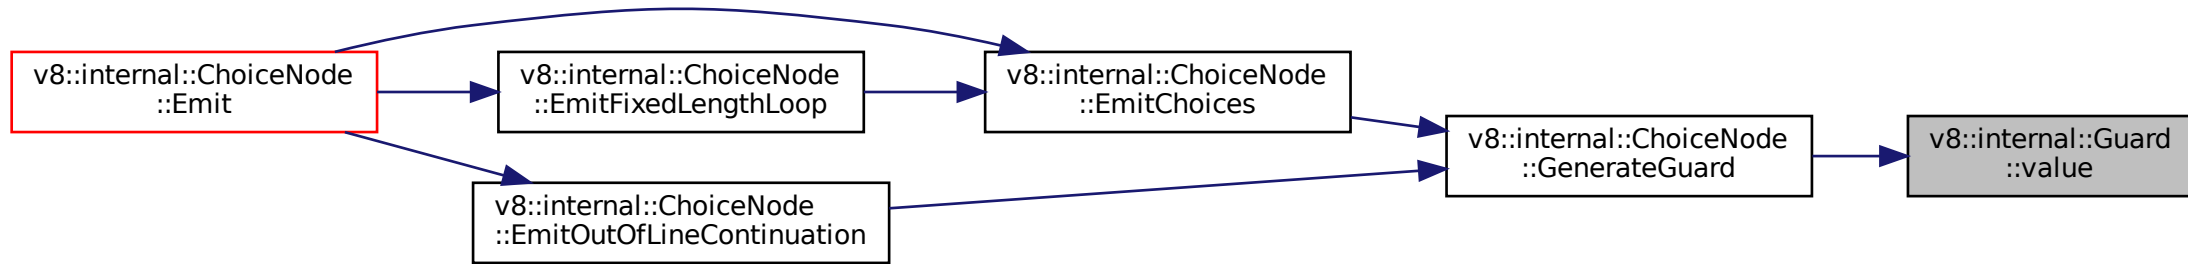 v8::internal::ChoiceNode
::Emit
v8::internal::ChoiceNode
::EmitFixedLengthLoop
v8::internal::ChoiceNode
::EmitChoices
v8::internal::ChoiceNode
::GenerateGuard
v8::internal::Guard
::value
v8::internal::ChoiceNode
::EmitOutOfLineContinuation